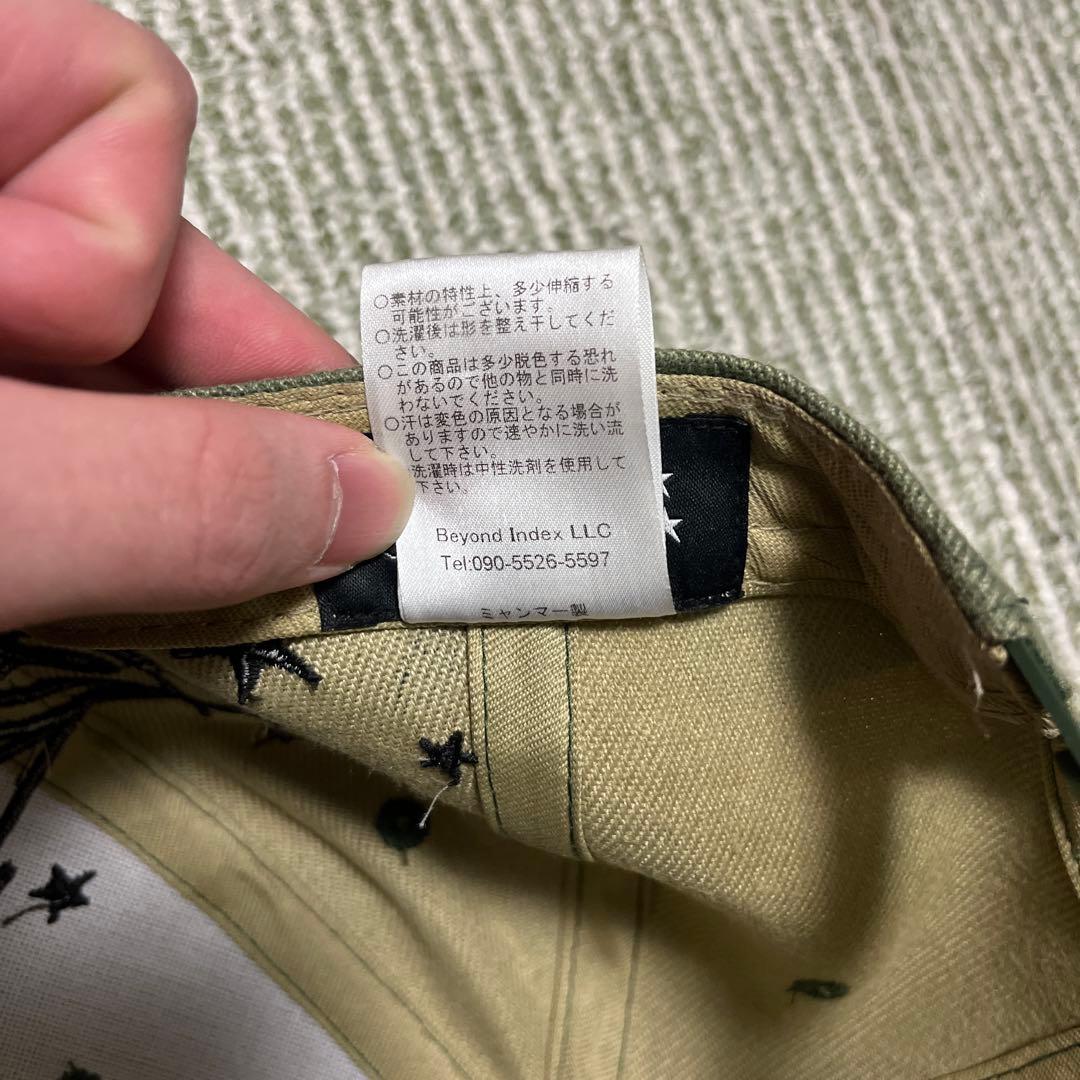 ○素材の特性上、多少伸縮する
可能性がございます。
○洗濯後は形を整え干してくだ
さい。
○この商品は多少脱色する恐れ
があるので他の物と同時に洗
わないでください。
○汗は変色の原因となる場合が
ありますので速やかに洗い流
して下さい。
洗濯時は中性洗剤を使用して
下さい。
Beyond Index LLC
Tel:090-5526-5597
ミャンマー製